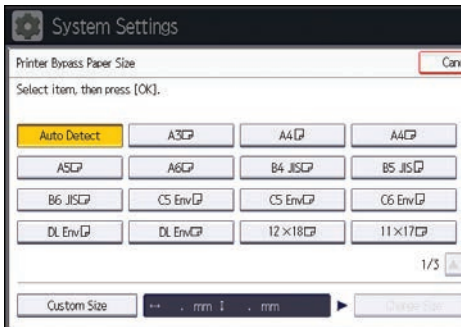 System Settings
Printer Bypass Paper Size
Select item, then press [OK].
Auto Detect A3 A4 A4
A5 A6 B4 JIS B5 JIS
B6 JIS C5 Env C5 Env C6 Env
DL Env DL Env 12×18 11×17
1/3
Custom Size ↔ . mm ↕ . mm